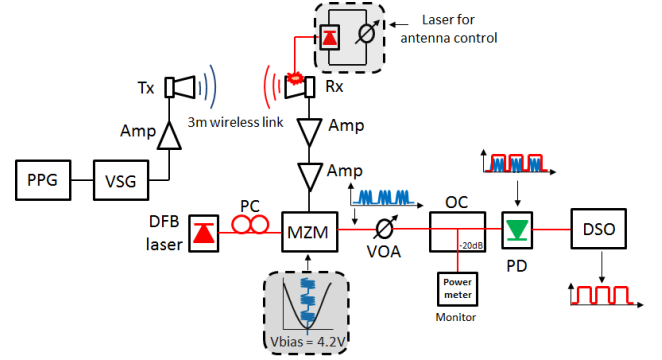 Laser for
antenna control
Tx
Rx
3m wireless link
Amp
Amp
Amp
PPG
VSG
DFB
laser
PC
MZM
VOA
OC
-20dB
PD
DSO
Power
meter
Monitor
Vbias = 4.2V